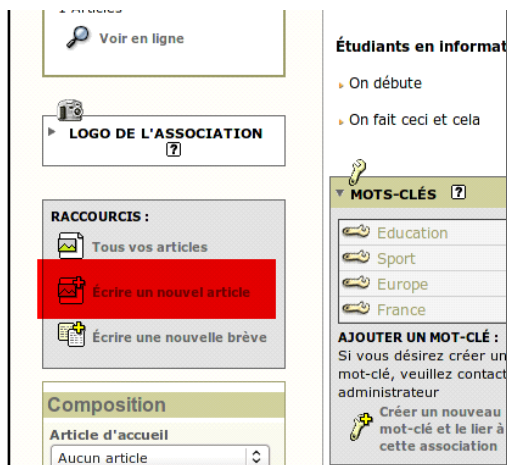 1 Articles
Voir en ligne
LOGO DE L'ASSOCIATION
?
RACCOURCIS :
Tous vos articles
Écrire un nouvel article
Écrire une nouvelle brève
Composition
Article d'accueil
Aucun article
Étudiants en informat
On débute
On fait ceci et cela
MOTS-CLÉS ?
Education
Sport
Europe
France
AJOUTER UN MOT-CLÉ :
Si vous désirez créer un
mot-clé, veuillez contact
administrateur
Créer un nouveau
mot-clé et le lier à
cette association